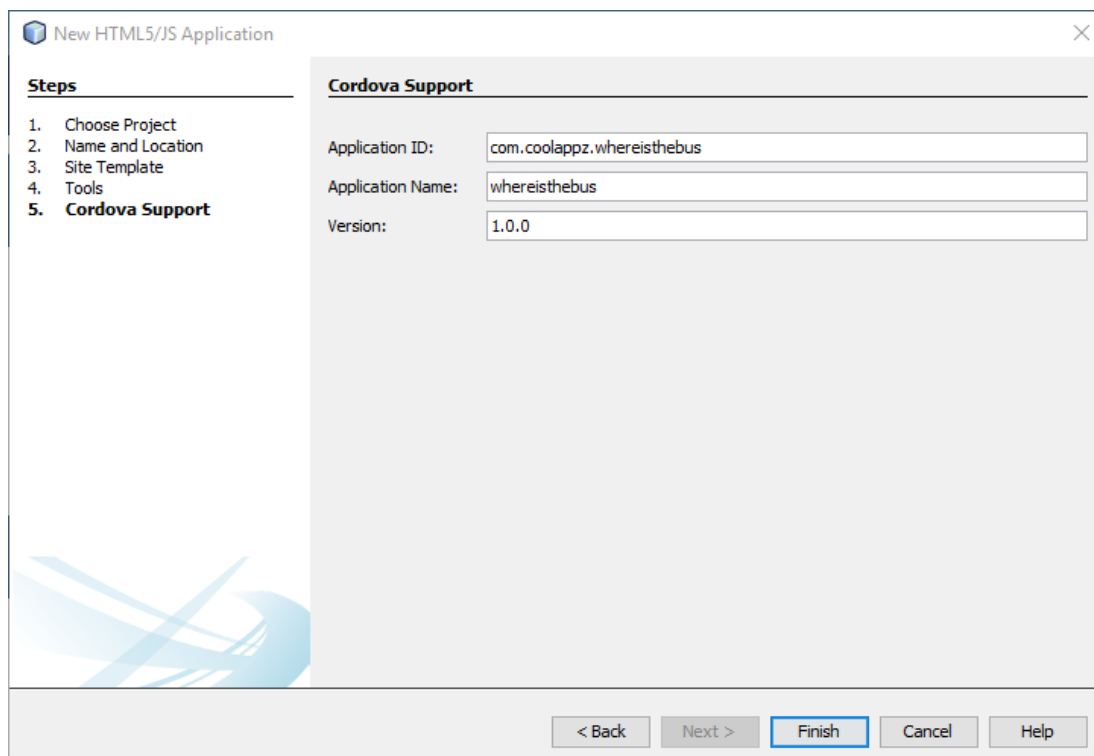 New HTML5/JS Application
Steps
1. Choose Project
2. Name and Location
3. Site Template
4. Tools
5. Cordova Support
Cordova Support
Application ID: com.coolappz.whereisthebus
Application Name: whereisthebus
Version: 1.0.0
< Back Next > Finish Cancel Help